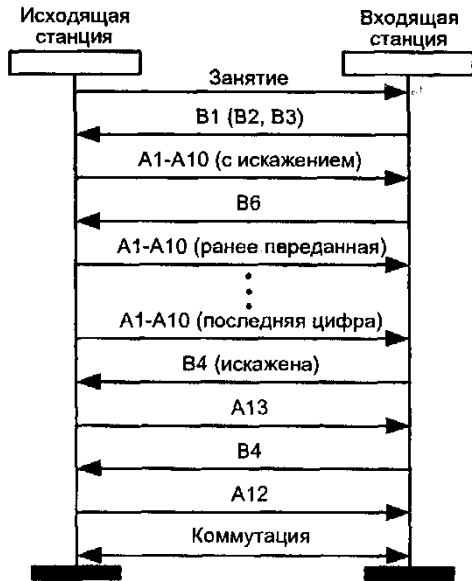 Исходящая станция
Входящая станция
Занятие
B1 (B2, B3)
A1-A10 (с искажением)
B6
A1-A10 (ранее переданная)
A1-A10 (последняя цифра)
B4 (искажена)
A13
B4
A12
Коммутация